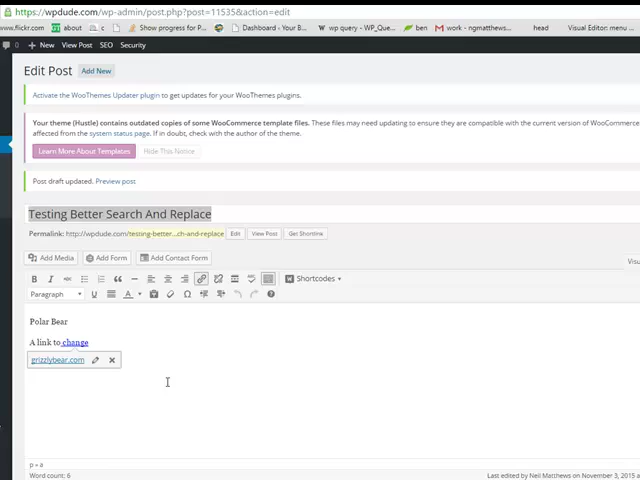 https://wpdude.com/wp-admin/post.php?post=11535&action=edit
www.flickr.com about c Show progress for a F Dashboard ‹ Your B... wp query - WP_Que ben work - ngmatthews... head Visual Editor: menu ...
0 + New View Post SEO Security
Edit Post Add New
Activate the WooThemes Updater plugin to get updates for your WooThemes plugins.
Your theme (Hustle) contains outdated copies of some WooCommerce template files. These files may need updating to ensure they are compatible with the current version of WooCommerce
affected from the system status page. If in doubt, check with the author of the theme.
Learn More About Templates Hide This Notice
Post draft updated. Preview post
Testing Better Search And Replace
Permalink: http://wpdude.com/testing-better...ch-and-replace Edit View Post Get Shortlink
Add Media Add Form Add Contact Form
Visu
B I ABC Shortcodes
Paragraph U A
Polar Bear
A link to change
grizzlybear.com
p » a
Word count: 6 Last edited by Neil Matthews on November 3, 2015 a